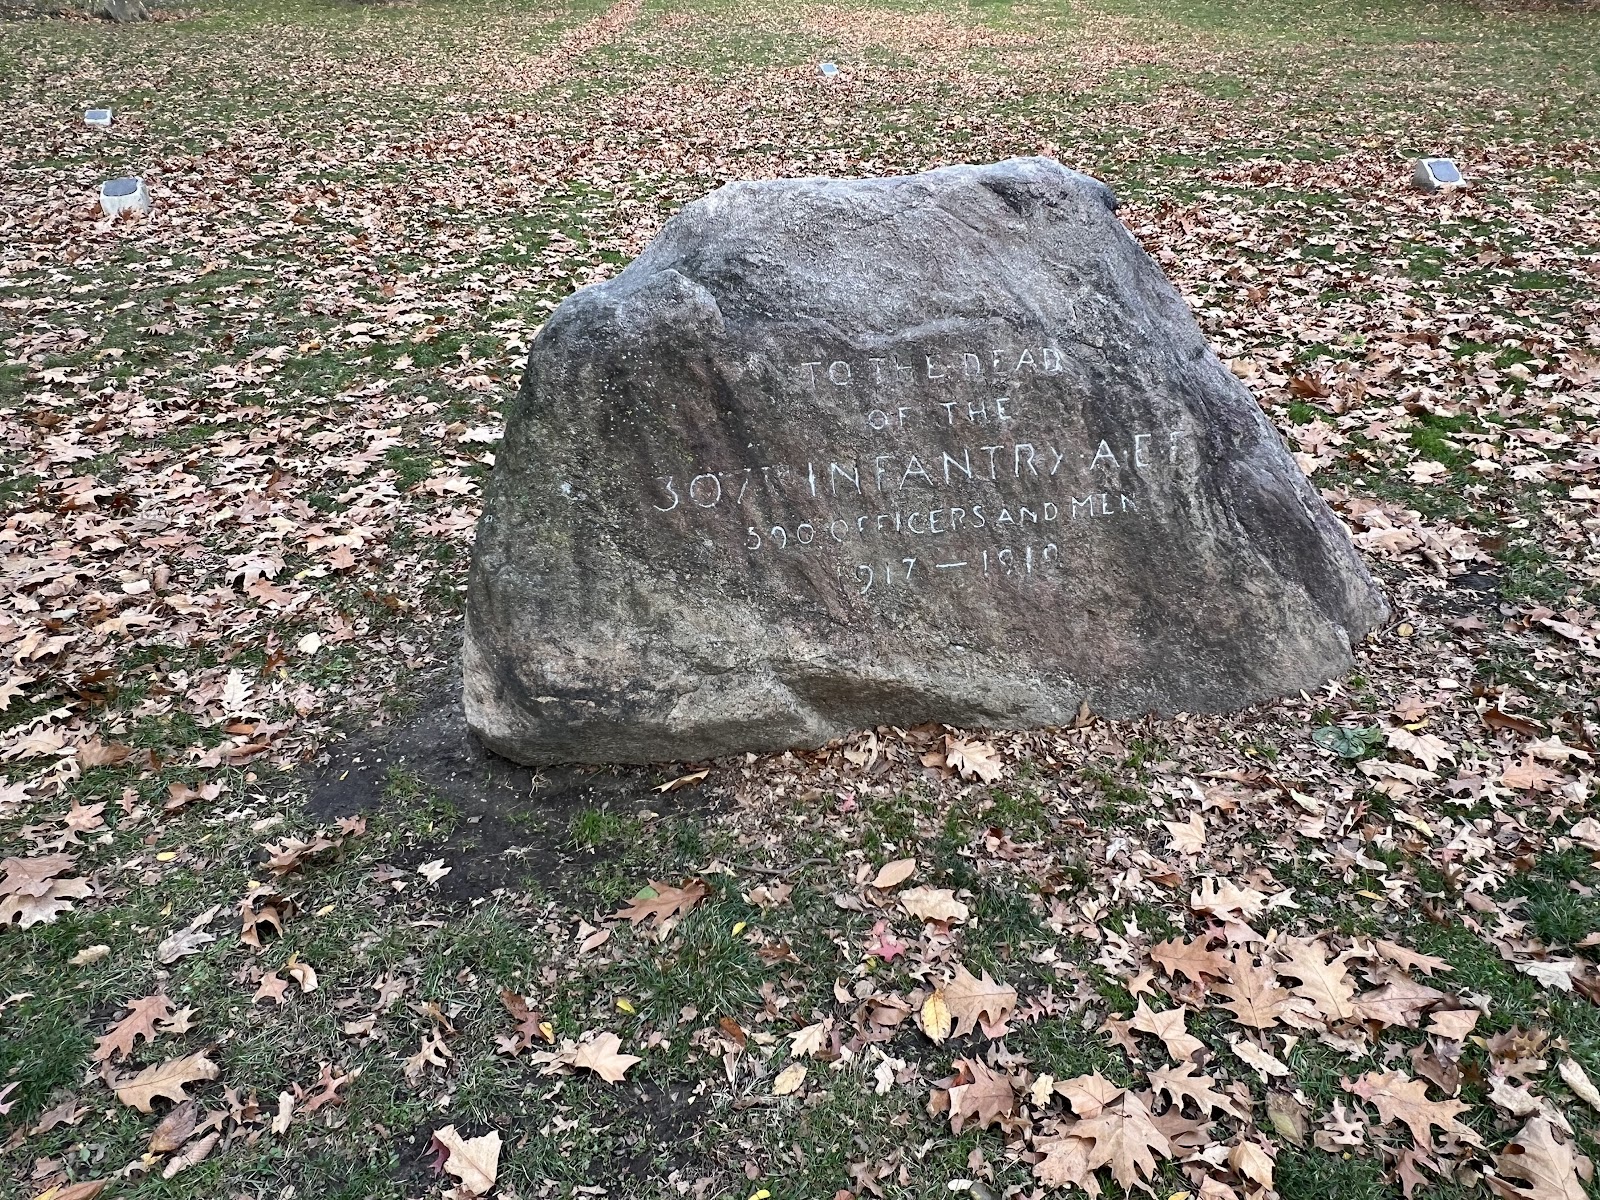 TO THE DEAD
OF THE
307TH INFANTRY A.E.F.
590 OFFICERS AND MEN
1917 — 1919